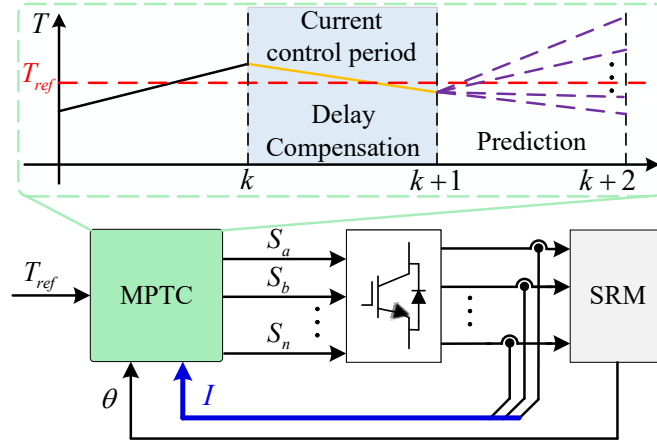 T
Current
control period
T_ref
Delay
Compensation
Prediction
k
k+1
k+2
T_ref
MPTC
S_a
S_b
S_n
SRM
θ
I